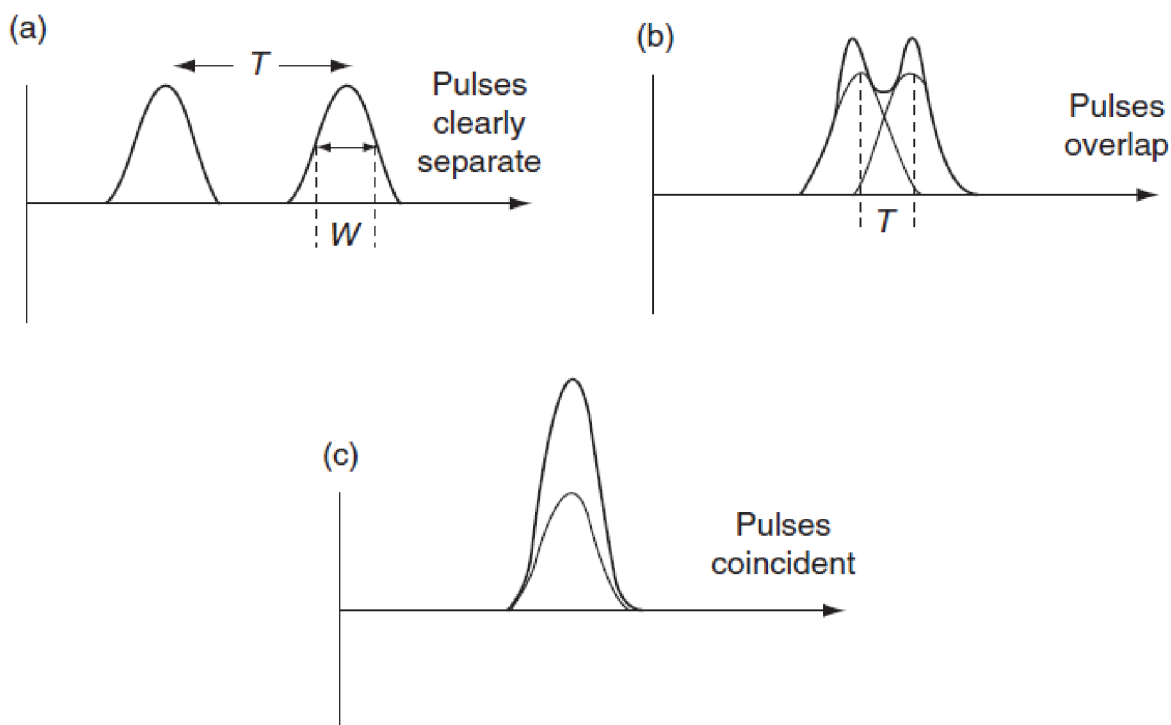 (a)
T
Pulses
clearly
separate
W
(b)
Pulses
overlap
T
(c)
Pulses
coincident